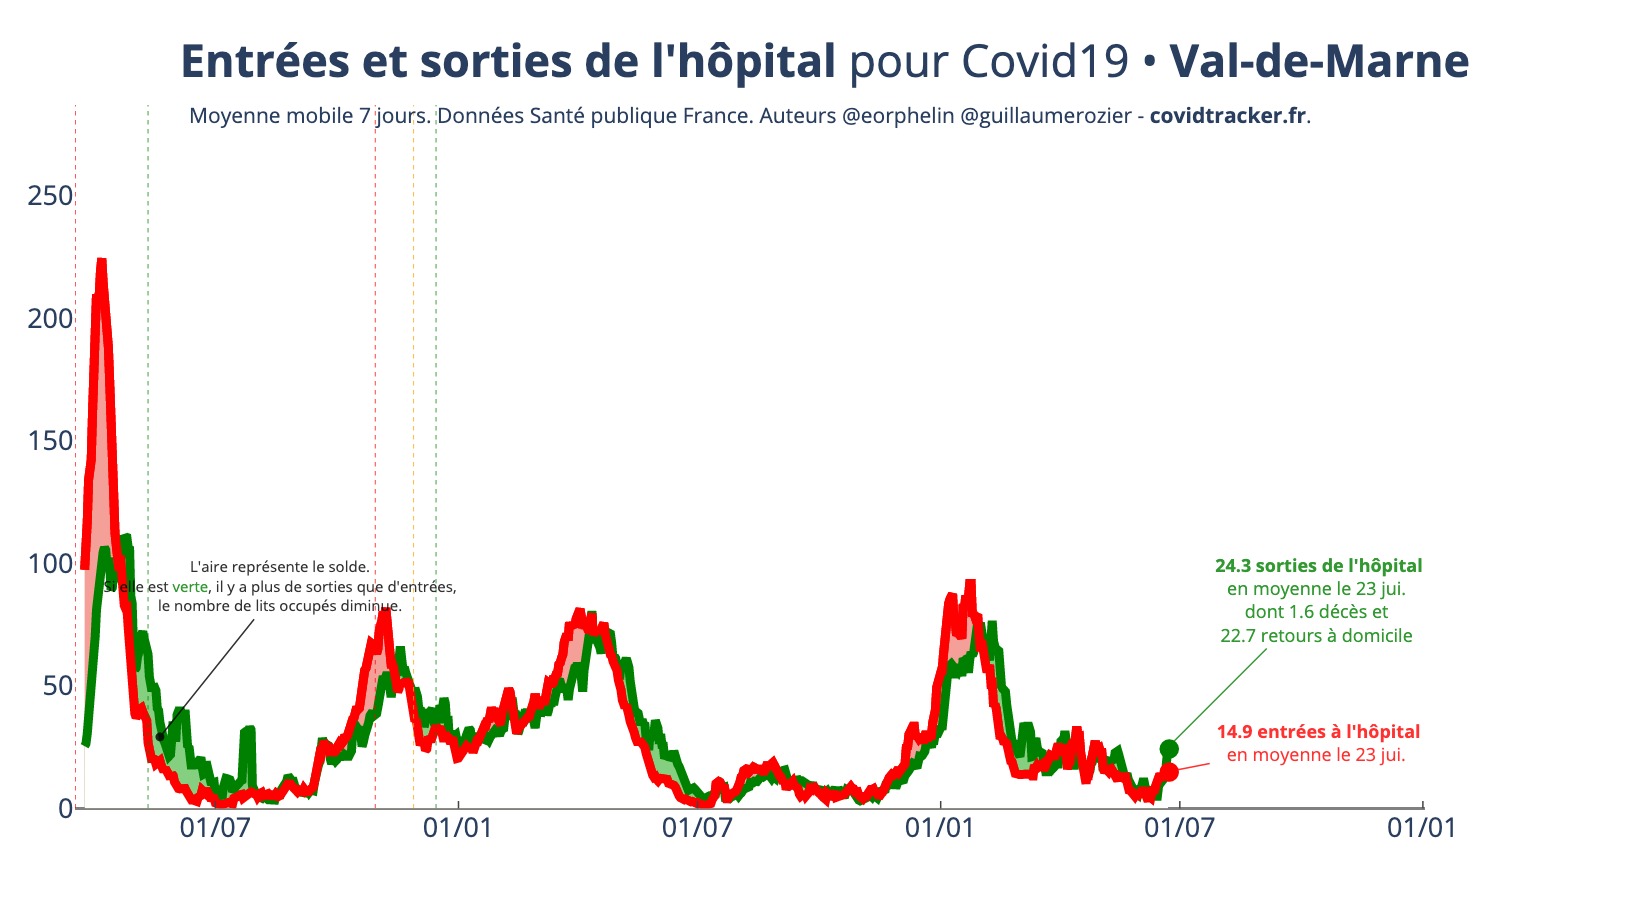 Entrées et sorties de l'hôpital pour Covid19 • Val-de-Marne
Moyenne mobile 7 jours. Données Santé publique France. Auteurs @eorphelin @guillaumerozier - covidtracker.fr.
250
200
150
100
50
0
L'aire représente le solde.
Si elle est verte, il y a plus de sorties que d'entrées,
le nombre de lits occupés diminue.
24.3 sorties de l'hôpital
en moyenne le 23 jui.
dont 1.6 décès et
22.7 retours à domicile
14.9 entrées à l'hôpital
en moyenne le 23 jui.
01/07 01/01 01/07 01/01 01/07 01/01